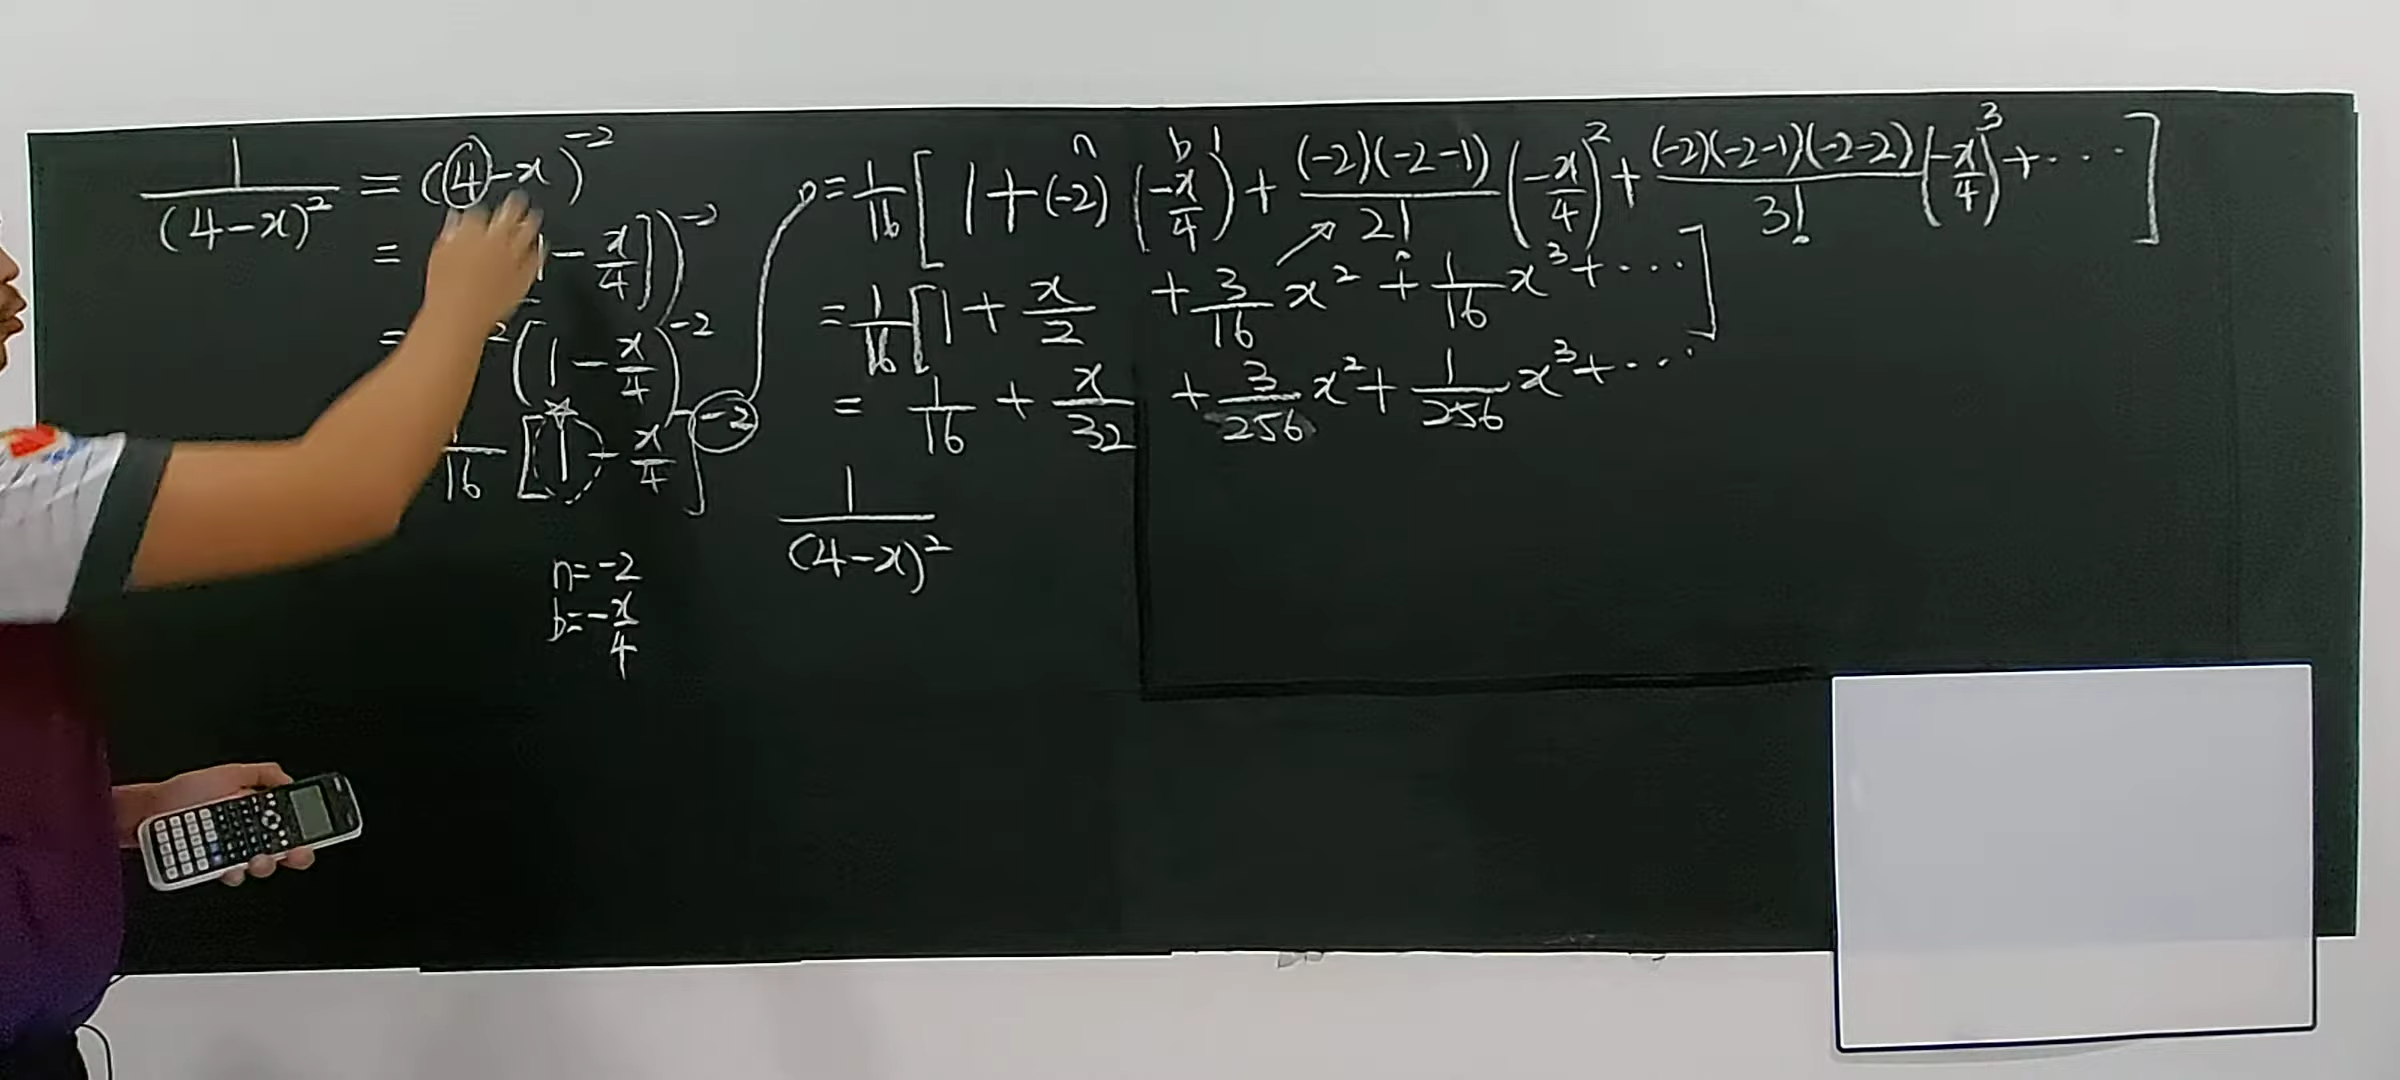 1/(4-x)² = (4-x)⁻²
= 1 - x/4])⁻²
= ² (1 - x/4)⁻²
1/16 [1 - x/4]⁻²
n = -2
b = -x/4
= 1/16 [1 + (-2) (-x/4)¹ + (-2)(-2-1)/2! (-x/4)² + (-2)(-2-1)(-2-2)/3! (-x/4)³ + ...]
n b
= 1/16 [1 + x/2 + 3/16 x² + 1/16 x³ + ...]
= 1/16 + x/32 + 3/256 x² + 1/256 x³ + ...
1/(4-x)²